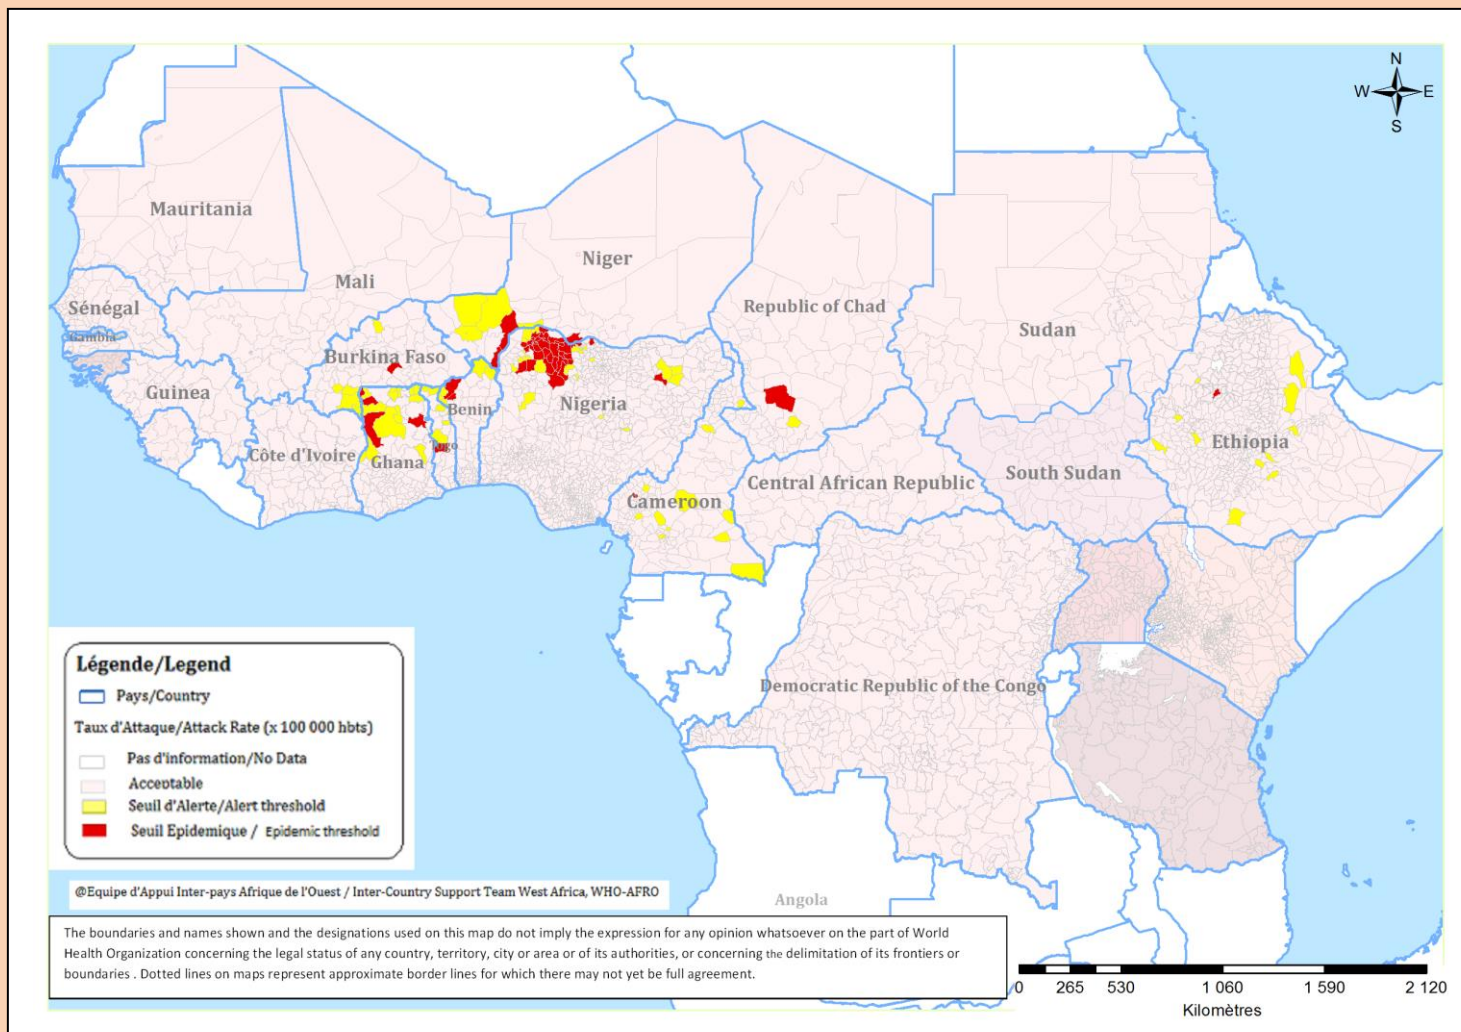 N
W E
S
Mauritania
Mali
Niger
Republic of Chad
Sudan
Sénégal
Gambia
Burkina Faso
Guinea
Benin
Nigeria
Ethiopia
Côte d'Ivoire
Ghana
Togo
Cameroon
Central African Republic
South Sudan
Democratic Republic of the Congo
Angola
Légende/Legend
Pays/Country
Taux d'Attaque/Attack Rate (x 100 000 hbts)
Pas d'information/No Data
Acceptable
Seuil d'Alerte/Alert threshold
Seuil Epidemique / Epidemic threshold
@Equipe d'Appui Inter-pays Afrique de l'Ouest / Inter-Country Support Team West Africa, WHO-AFRO
The boundaries and names shown and the designations used on this map do not imply the expression for any opinion whatsoever on the part of World
Health Organization concerning the legal status of any country, territory, city or area or of its authorities, or concerning the delimitation of its frontiers or
boundaries . Dotted lines on maps represent approximate border lines for which there may not yet be full agreement.
0 265 530 1 060 1 590 2 120
Kilomètres